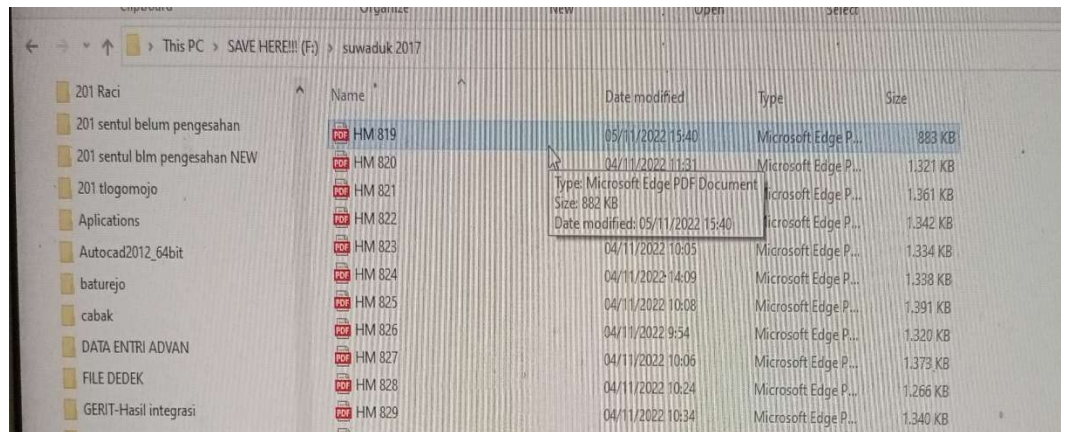 Clipboard Organize New Open Select
This PC > SAVE HERE!!! (F:) > suwaduk 2017
201 Raci
201 sentul belum pengesahan
201 sentul blm pengesahan NEW
201 tlogomojo
Aplications
Autocad2012_64bit
baturejo
cabak
DATA ENTRI ADVAN
FILE DEDEK
GERIT-Hasil integrasi
Name Date modified Type Size
HM 819 05/11/2022 15:40 Microsoft Edge P... 883 KB
HM 820 04/11/2022 11:31 Microsoft Edge P... 1.321 KB
HM 821 Microsoft Edge P... 1.361 KB
HM 822 Microsoft Edge P... 1.342 KB
HM 823 04/11/2022 10:05 Microsoft Edge P... 1.334 KB
HM 824 04/11/2022 14:09 Microsoft Edge P... 1.338 KB
HM 825 04/11/2022 10:08 Microsoft Edge P... 1.391 KB
HM 826 04/11/2022 9:54 Microsoft Edge P... 1.320 KB
HM 827 04/11/2022 10:06 Microsoft Edge P... 1.373 KB
HM 828 04/11/2022 10:24 Microsoft Edge P... 1.266 KB
HM 829 04/11/2022 10:34 Microsoft Edge P... 1.340 KB
Type: Microsoft Edge PDF Document
Size: 882 KB
Date modified: 05/11/2022 15:40